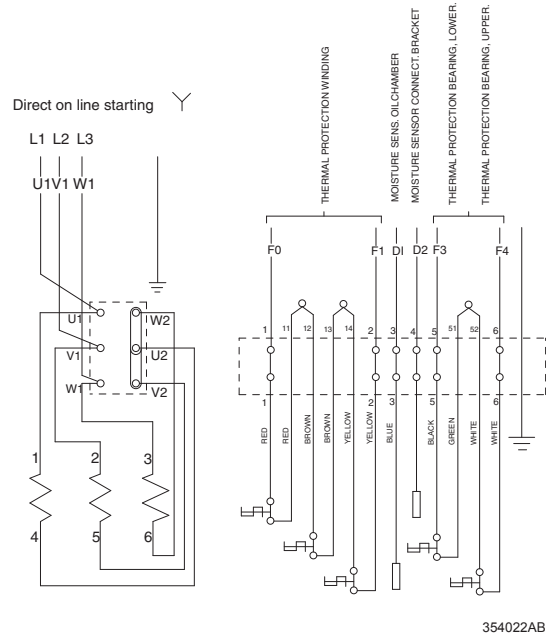 THERMAL PROTECTION WINDING
MOISTURE SENS. OILCHAMBER
MOISTURE SENSOR CONNECT. BRACKET
THERMAL PROTECTION BEARING, LOWER.
THERMAL PROTECTION BEARING, UPPER.
Direct on line starting
L1 L2 L3
U1 V1 W1
F0 F1 DI D2 F3 F4
1 11 12 13 14 2 3 4 5 51 52 6
U1 W2
V1 U2
W1 V2
1 2 3 5 6
RED RED BROWN BROWN YELLOW YELLOW BLUE BLACK GREEN WHITE WHITE
1 2 3
4 5 6
354022AB